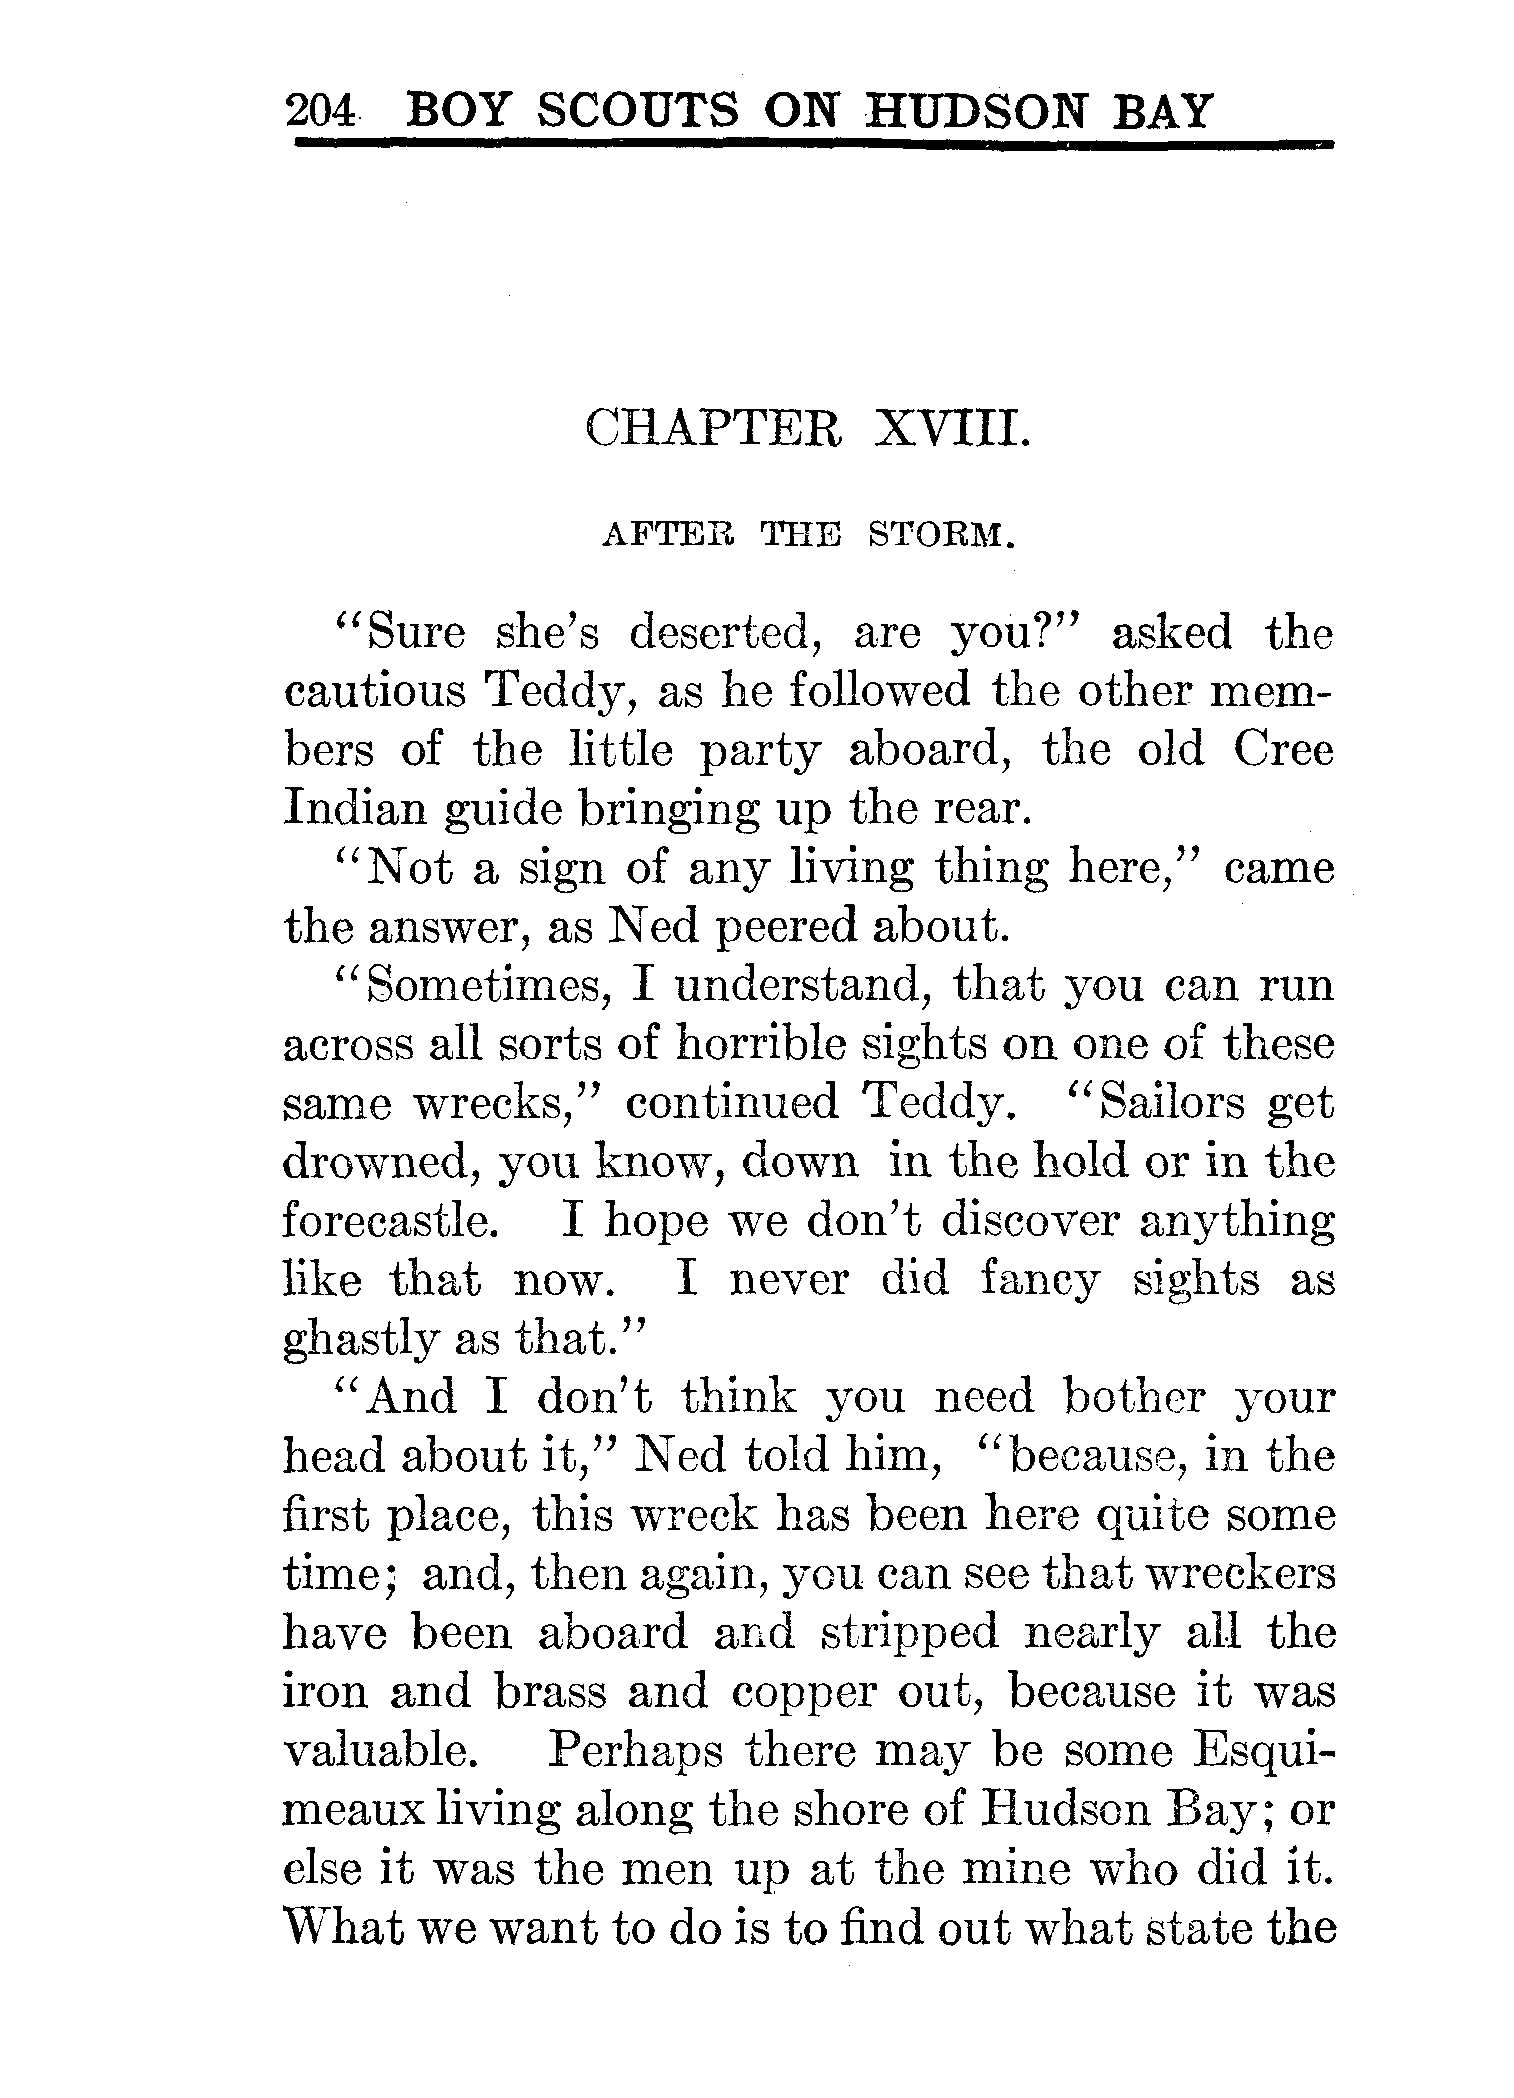 204 BOY SCOUTS ON HUDSON BAY
CHAPTER XVIII.
AFTER THE STORM.
“Sure she’s deserted, are you?” asked the
cautious Teddy, as he followed the other mem-
bers of the little party aboard, the old Cree
Indian guide bringing up the rear.
“Not a sign of any living thing here,” came
the answer, as Ned peered about.
“Sometimes, I understand, that you can run
across all sorts of horrible sights on one of these
same wrecks,” continued Teddy. “Sailors get
drowned, you know, down in the hold or in the
forecastle. I hope we don’t discover anything
like that now. I never did fancy sights as
ghastly as that.”
“And I don’t think you need bother your
head about it,” Ned told him, “because, in the
first place, this wreck has been here quite some
time; and, then again, you can see that wreckers
have been aboard and stripped nearly all the
iron and brass and copper out, because it was
valuable. Perhaps there may be some Esqui-
meaux living along the shore of Hudson Bay; or
else it was the men up at the mine who did it.
What we want to do is to find out what state the